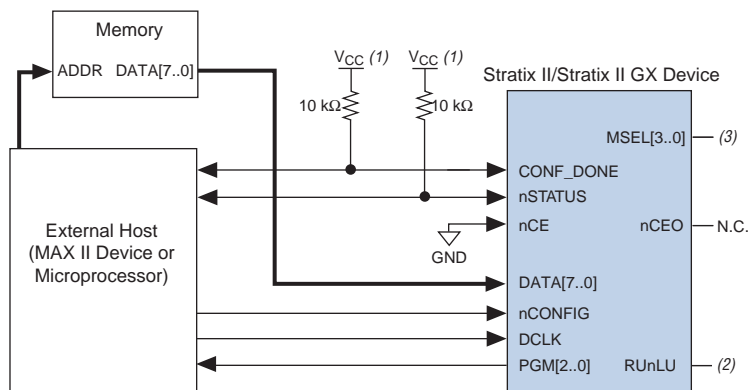 Memory
ADDR DATA[7..0]
VCC (1) VCC (1)
10 kΩ 10 kΩ
Stratix II/Stratix II GX Device
MSEL[3..0] (3)
CONF_DONE
nSTATUS
nCE nCEO N.C.
GND
External Host
(MAX II Device or
Microprocessor)
DATA[7..0]
nCONFIG
DCLK
PGM[2..0] RUnLU (2)